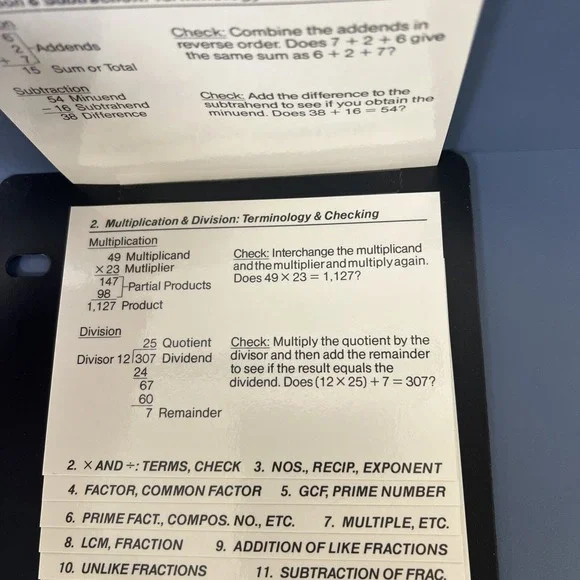 6
2 Addends
+ 7
15 Sum or Total
Check: Combine the addends in
reverse order. Does 7 + 2 + 6 give
the same sum as 6 + 2 + 7?
Subtraction
54 Minuend
− 16 Subtrahend
38 Difference
Check: Add the difference to the
subtrahend to see if you obtain the
minuend. Does 38 + 16 = 54?
2. Multiplication & Division: Terminology & Checking
Multiplication
49 Multiplicand
× 23 Mutliplier
147
98 Partial Products
1,127 Product
Check: Interchange the multiplicand
and the multiplier and multiply again.
Does 49 × 23 = 1,127?
Division
25 Quotient
Divisor 12 307 Dividend
24
67
60
7 Remainder
Check: Multiply the quotient by the
divisor and then add the remainder
to see if the result equals the
dividend. Does (12 × 25) + 7 = 307?
2. × AND ÷: TERMS, CHECK 3. NOS., RECIP., EXPONENT
4. FACTOR, COMMON FACTOR 5. GCF, PRIME NUMBER
6. PRIME FACT., COMPOS. NO., ETC. 7. MULTIPLE, ETC.
8. LCM, FRACTION 9. ADDITION OF LIKE FRACTIONS
10. UNLIKE FRACTIONS 11. SUBTRACTION OF FRAC.